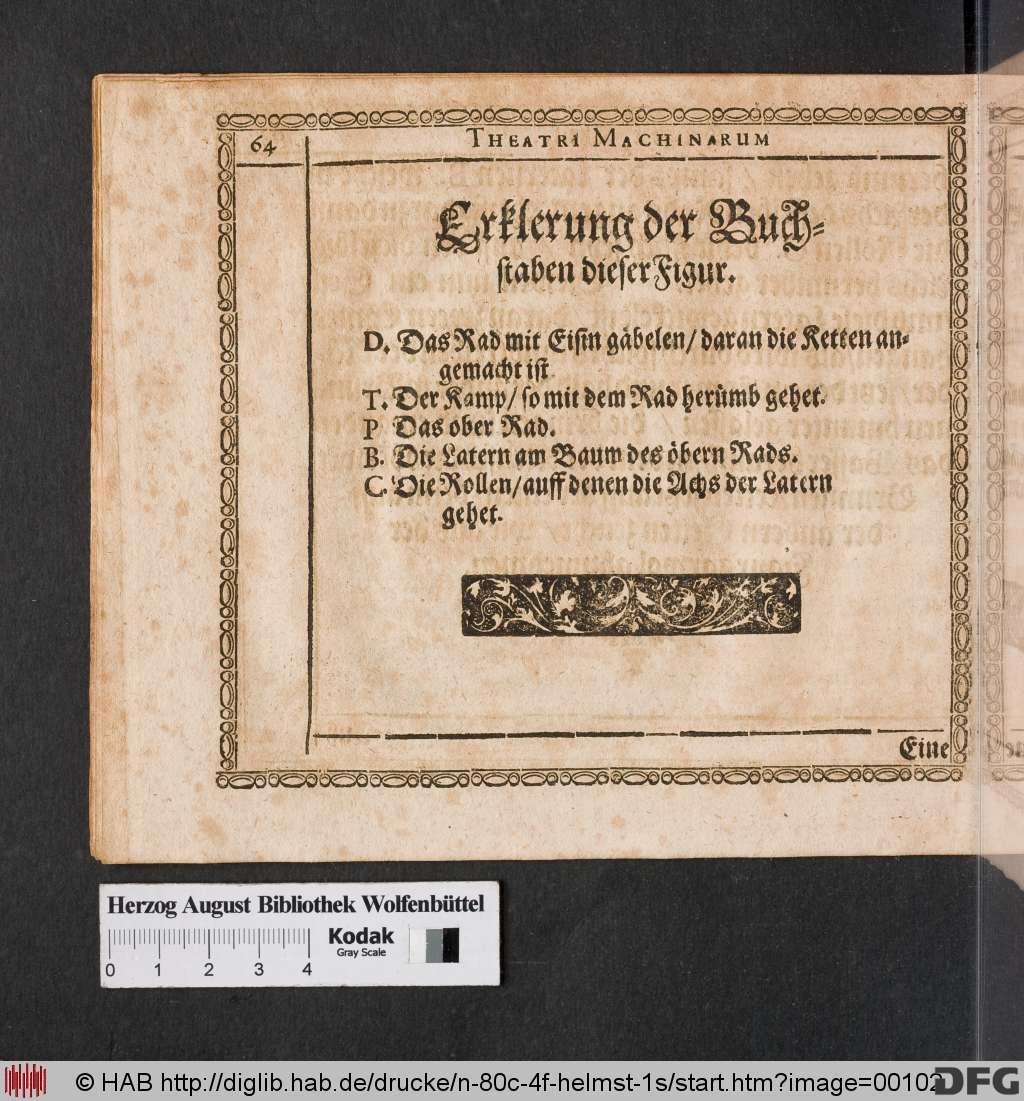 64
THEATRI MACHINARUM
Erklerung der Buch-
staben dieser Figur.
D. Das Rad mit Eisin gäbelen/ daran die Ketten an-
gemacht ist
T. Der Kamp/ so mit dem Rad herümb gehet.
P Das ober Rad.
B. Die Latern am Baum des öbern Rads.
C. Die Rollen/ auff denen die Achs der Latern
gehet.
Eine
Herzog August Bibliothek Wolfenbüttel
Kodak
Gray Scale
0 1 2 3 4
© HAB http://diglib.hab.de/drucke/n-80c-4f-helmst-1s/start.htm?image=00102
DFG